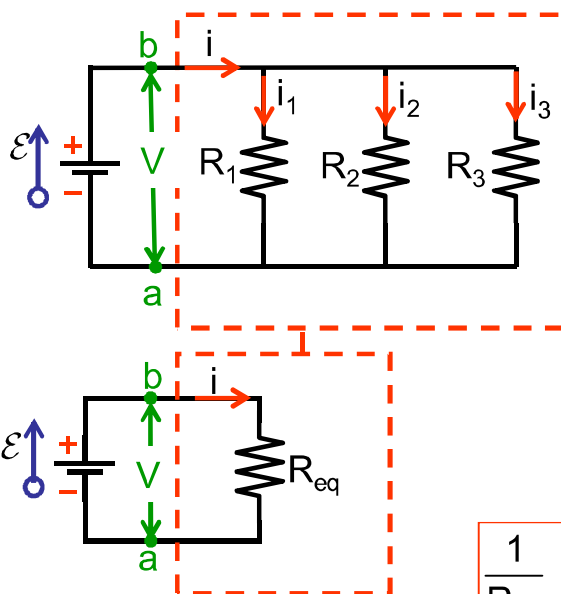 b i
i1 i2 i3
ℰ + − V R1 R2 R3
a
b i
ℰ + − V Req
a
1